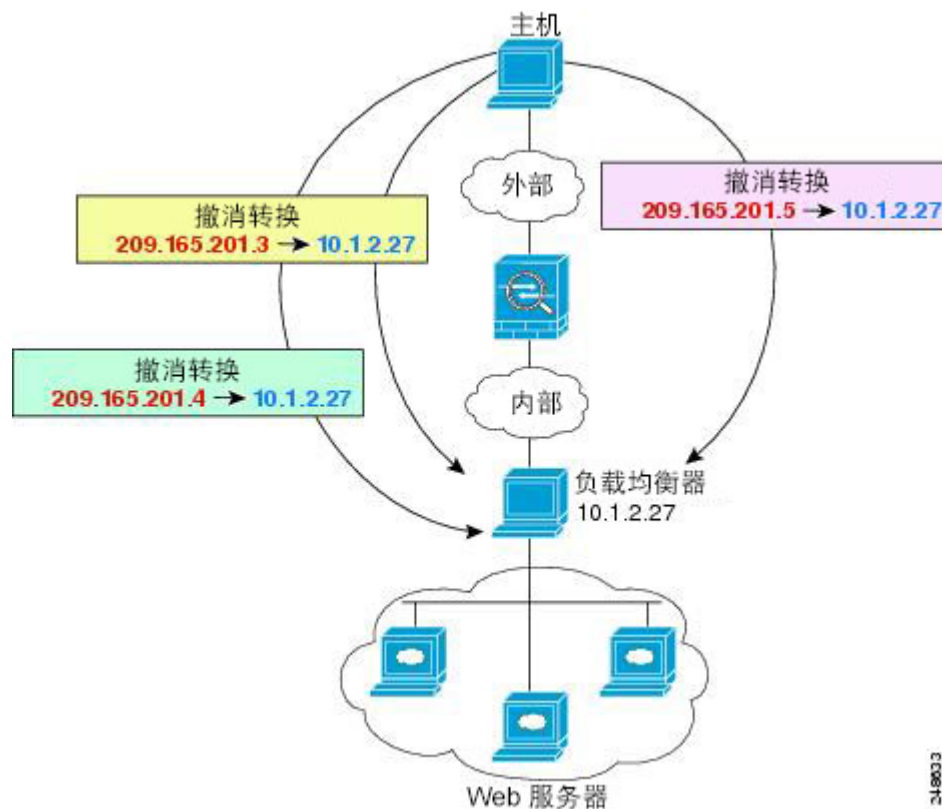 主机
外部
撤消转换
209.165.201.5 → 10.1.2.27
撤消转换
209.165.201.3 → 10.1.2.27
撤消转换
209.165.201.4 → 10.1.2.27
内部
负载均衡器
10.1.2.27
Web 服务器
348633